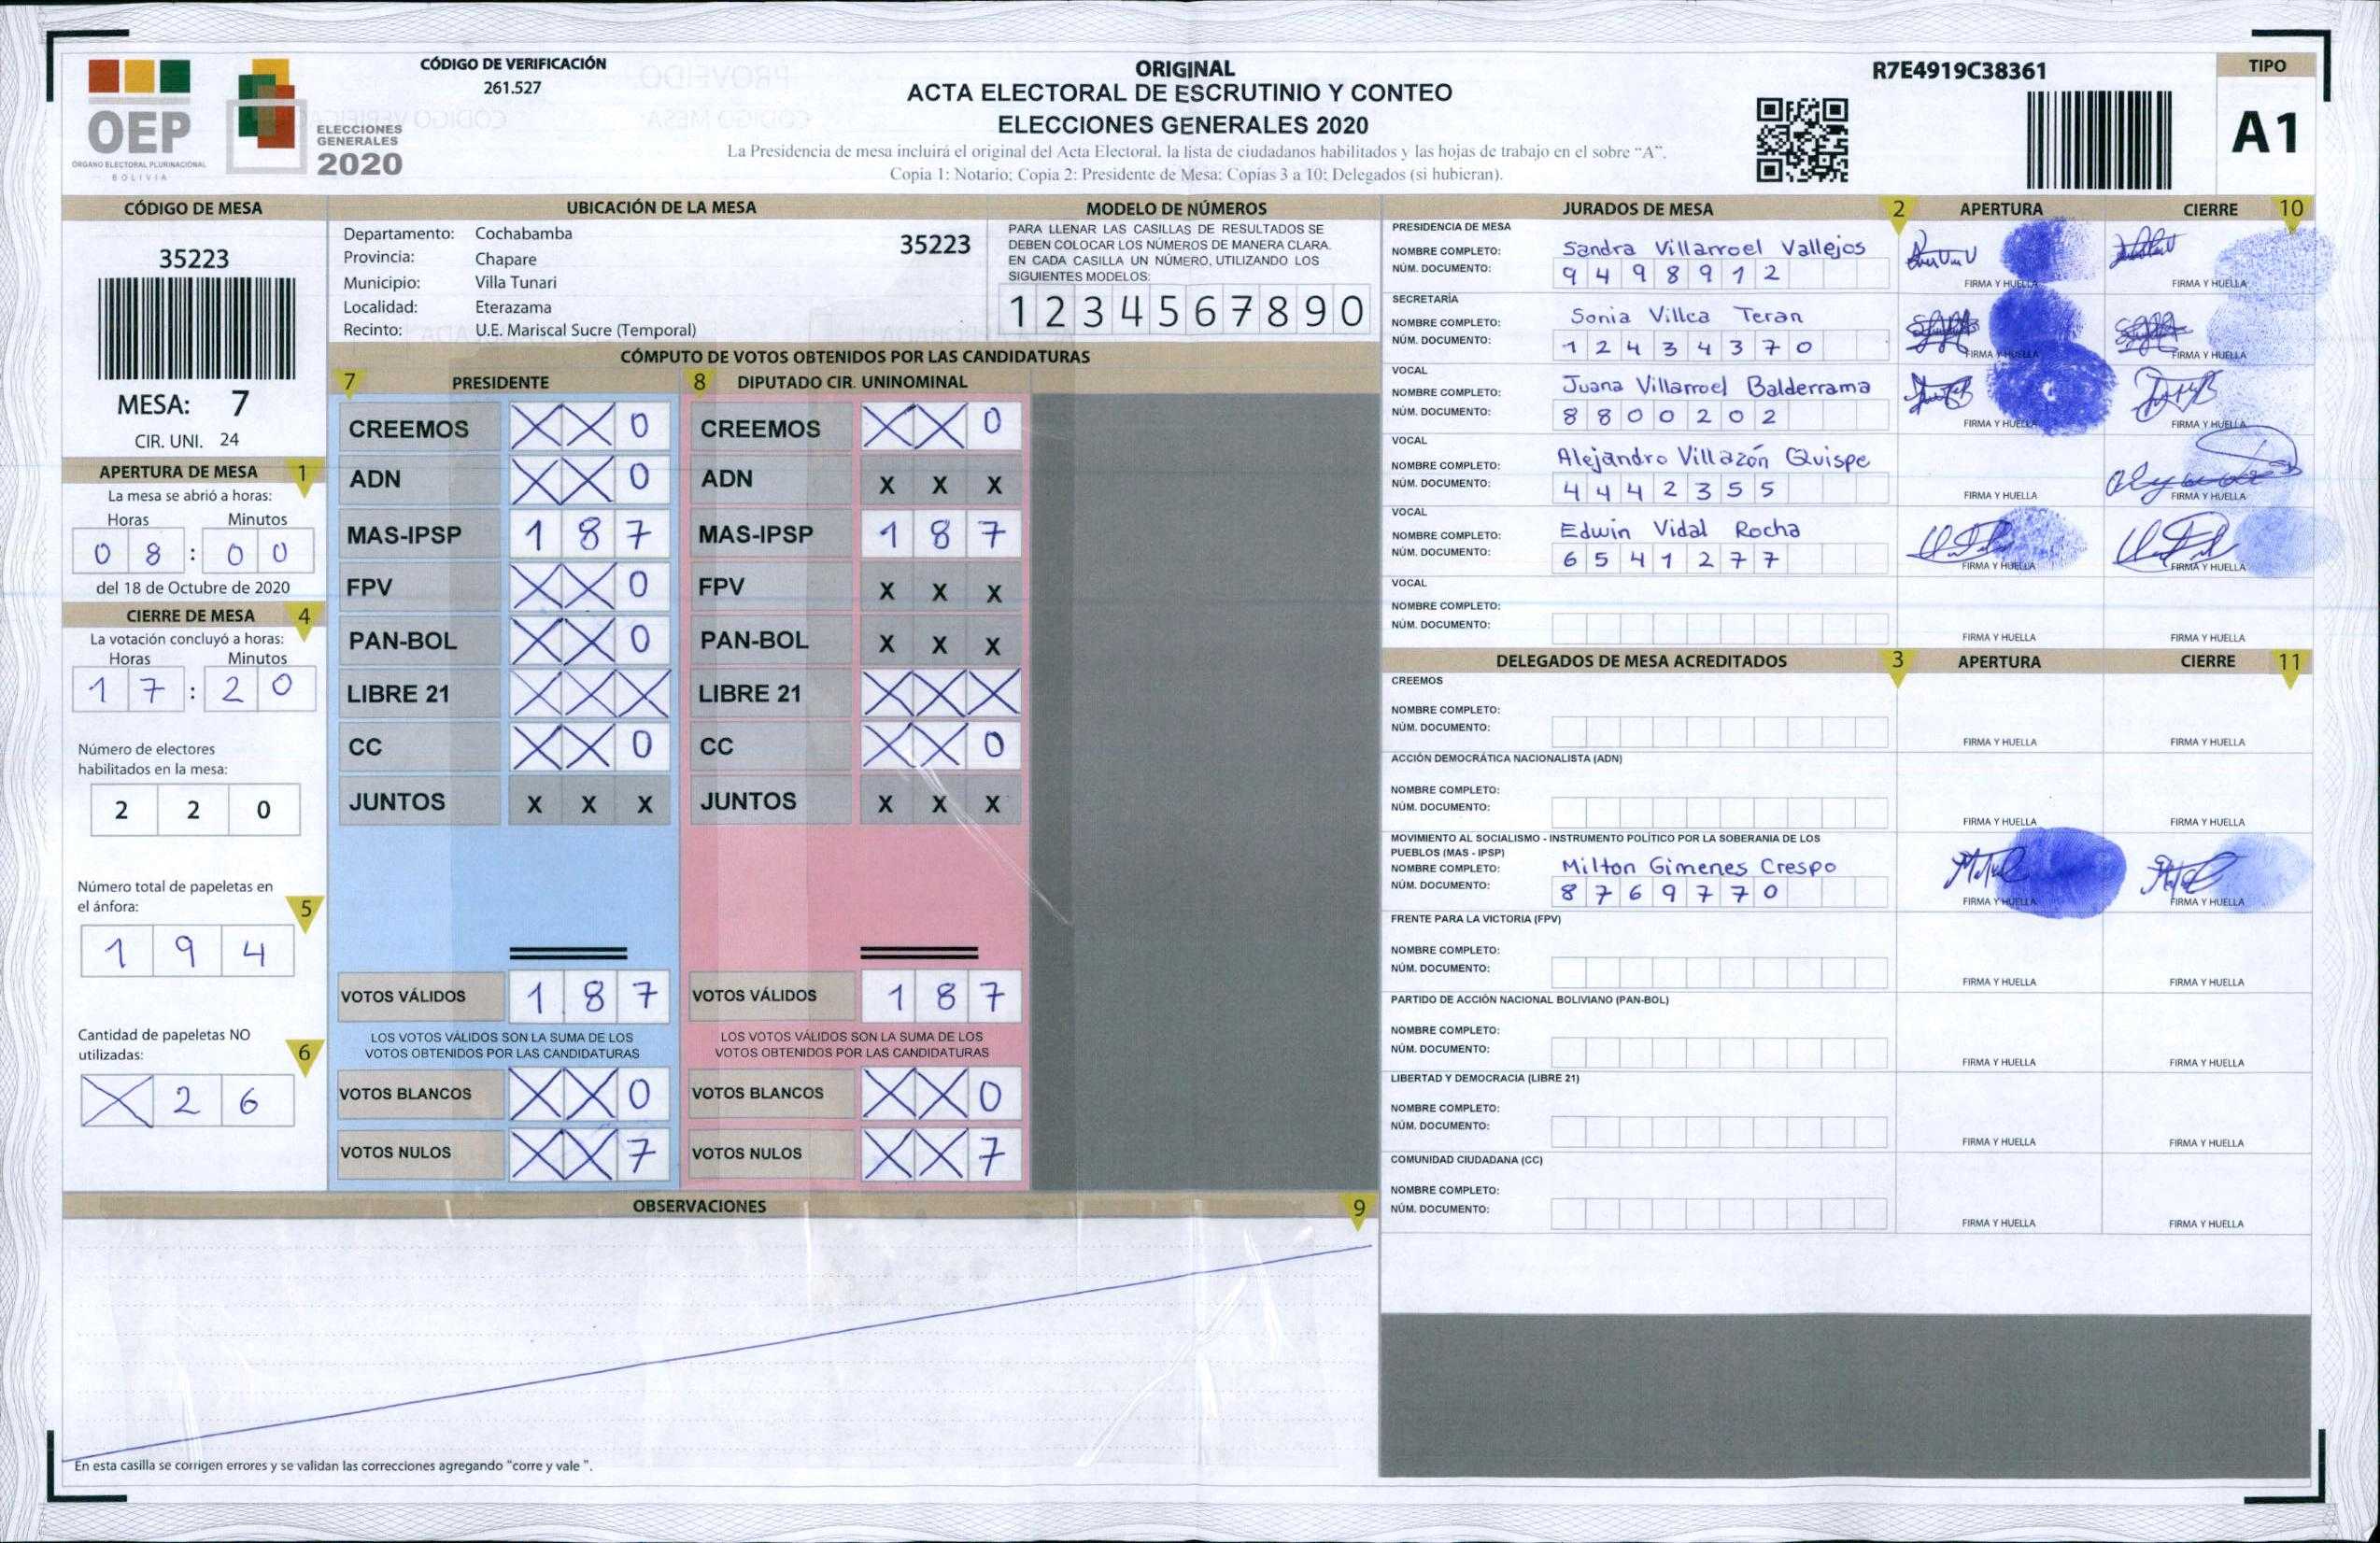 OEP
ÓRGANO ELECTORAL PLURINACIONAL
BOLIVIA
ELECCIONES
GENERALES
2020
CÓDIGO DE VERIFICACIÓN
261.527
ORIGINAL
ACTA ELECTORAL DE ESCRUTINIO Y CONTEO
ELECCIONES GENERALES 2020
La Presidencia de mesa incluirá el original del Acta Electoral, la lista de ciudadanos habilitados y las hojas de trabajo en el sobre “A”.
Copia 1: Notario; Copia 2: Presidente de Mesa; Copias 3 a 10: Delegados (si hubieran).
R7E4919C38361
TIPO
A1
CÓDIGO DE MESA
35223
MESA: 7
CIR. UNI. 24
APERTURA DE MESA 1
La mesa se abrió a horas:
Horas Minutos
0 8 : 0 0
del 18 de Octubre de 2020
CIERRE DE MESA 4
La votación concluyó a horas:
Horas Minutos
1 7 : 2 0
Número de electores
habilitados en la mesa:
2 2 0
Número total de papeletas en
el ánfora: 5
1 9 4
Cantidad de papeletas NO
utilizadas: 6
X 2 6
UBICACIÓN DE LA MESA
Departamento: Cochabamba 35223
Provincia: Chapare
Municipio: Villa Tunari
Localidad: Eterazama
Recinto: U.E. Mariscal Sucre (Temporal)
MODELO DE NÚMEROS
PARA LLENAR LAS CASILLAS DE RESULTADOS SE
DEBEN COLOCAR LOS NÚMEROS DE MANERA CLARA.
EN CADA CASILLA UN NÚMERO, UTILIZANDO LOS
SIGUIENTES MODELOS:
1 2 3 4 5 6 7 8 9 0
CÓMPUTO DE VOTOS OBTENIDOS POR LAS CANDIDATURAS
7 PRESIDENTE 8 DIPUTADO CIR. UNINOMINAL
CREEMOS X X 0 CREEMOS X X 0
ADN X X 0 ADN X X X
MAS-IPSP 1 8 7 MAS-IPSP 1 8 7
FPV X X 0 FPV X X X
PAN-BOL X X 0 PAN-BOL X X X
LIBRE 21 X X X LIBRE 21 X X X
CC X X 0 CC X X 0
JUNTOS X X X JUNTOS X X X
VOTOS VÁLIDOS 1 8 7 VOTOS VÁLIDOS 1 8 7
LOS VOTOS VÁLIDOS SON LA SUMA DE LOS LOS VOTOS VÁLIDOS SON LA SUMA DE LOS
VOTOS OBTENIDOS POR LAS CANDIDATURAS VOTOS OBTENIDOS POR LAS CANDIDATURAS
VOTOS BLANCOS X X 0 VOTOS BLANCOS X X 0
VOTOS NULOS X X 7 VOTOS NULOS X X 7
OBSERVACIONES 9
En esta casilla se corrigen errores y se validan las correcciones agregando "corre y vale ".
JURADOS DE MESA 2 APERTURA CIERRE 10
PRESIDENCIA DE MESA
NOMBRE COMPLETO: Sandra Villarroel Vallejos
NÚM. DOCUMENTO: 9 4 9 8 9 1 2
FIRMA Y HUELLA FIRMA Y HUELLA
SECRETARÍA
NOMBRE COMPLETO: Sonia Villca Teran
NÚM. DOCUMENTO: 1 2 4 3 4 3 7 0
FIRMA Y HUELLA FIRMA Y HUELLA
VOCAL
NOMBRE COMPLETO: Juana Villarroel Balderrama
NÚM. DOCUMENTO: 8 8 0 0 2 0 2
FIRMA Y HUELLA FIRMA Y HUELLA
VOCAL
NOMBRE COMPLETO: Alejandro Villazón Quispe
NÚM. DOCUMENTO: 4 4 4 2 3 5 5
FIRMA Y HUELLA FIRMA Y HUELLA
VOCAL
NOMBRE COMPLETO: Edwin Vidal Rocha
NÚM. DOCUMENTO: 6 5 4 1 2 7 7
FIRMA Y HUELLA FIRMA Y HUELLA
VOCAL
NOMBRE COMPLETO:
NÚM. DOCUMENTO:
FIRMA Y HUELLA FIRMA Y HUELLA
DELEGADOS DE MESA ACREDITADOS 3 APERTURA CIERRE 11
CREEMOS
NOMBRE COMPLETO:
NÚM. DOCUMENTO:
FIRMA Y HUELLA FIRMA Y HUELLA
ACCIÓN DEMOCRÁTICA NACIONALISTA (ADN)
NOMBRE COMPLETO:
NÚM. DOCUMENTO:
FIRMA Y HUELLA FIRMA Y HUELLA
MOVIMIENTO AL SOCIALISMO - INSTRUMENTO POLÍTICO POR LA SOBERANIA DE LOS
PUEBLOS (MAS - IPSP)
NOMBRE COMPLETO: Milton Gimenes Crespo
NÚM. DOCUMENTO: 8 7 6 9 7 7 0
FIRMA Y HUELLA FIRMA Y HUELLA
FRENTE PARA LA VICTORIA (FPV)
NOMBRE COMPLETO:
NÚM. DOCUMENTO:
FIRMA Y HUELLA FIRMA Y HUELLA
PARTIDO DE ACCIÓN NACIONAL BOLIVIANO (PAN-BOL)
NOMBRE COMPLETO:
NÚM. DOCUMENTO:
FIRMA Y HUELLA FIRMA Y HUELLA
LIBERTAD Y DEMOCRACIA (LIBRE 21)
NOMBRE COMPLETO:
NÚM. DOCUMENTO:
FIRMA Y HUELLA FIRMA Y HUELLA
COMUNIDAD CIUDADANA (CC)
NOMBRE COMPLETO:
NÚM. DOCUMENTO:
FIRMA Y HUELLA FIRMA Y HUELLA